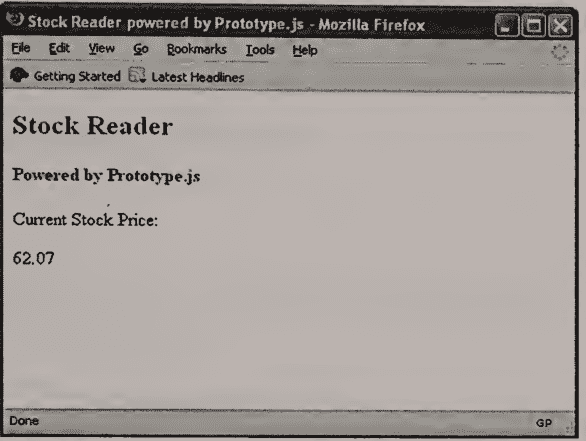 Stock Reader powered by Prototype.js - Mozilla Firefox
File Edit View Go Bookmarks Tools Help
Getting Started Latest Headlines
Stock Reader
Powered by Prototype.js
Current Stock Price:
62.07
Done GP